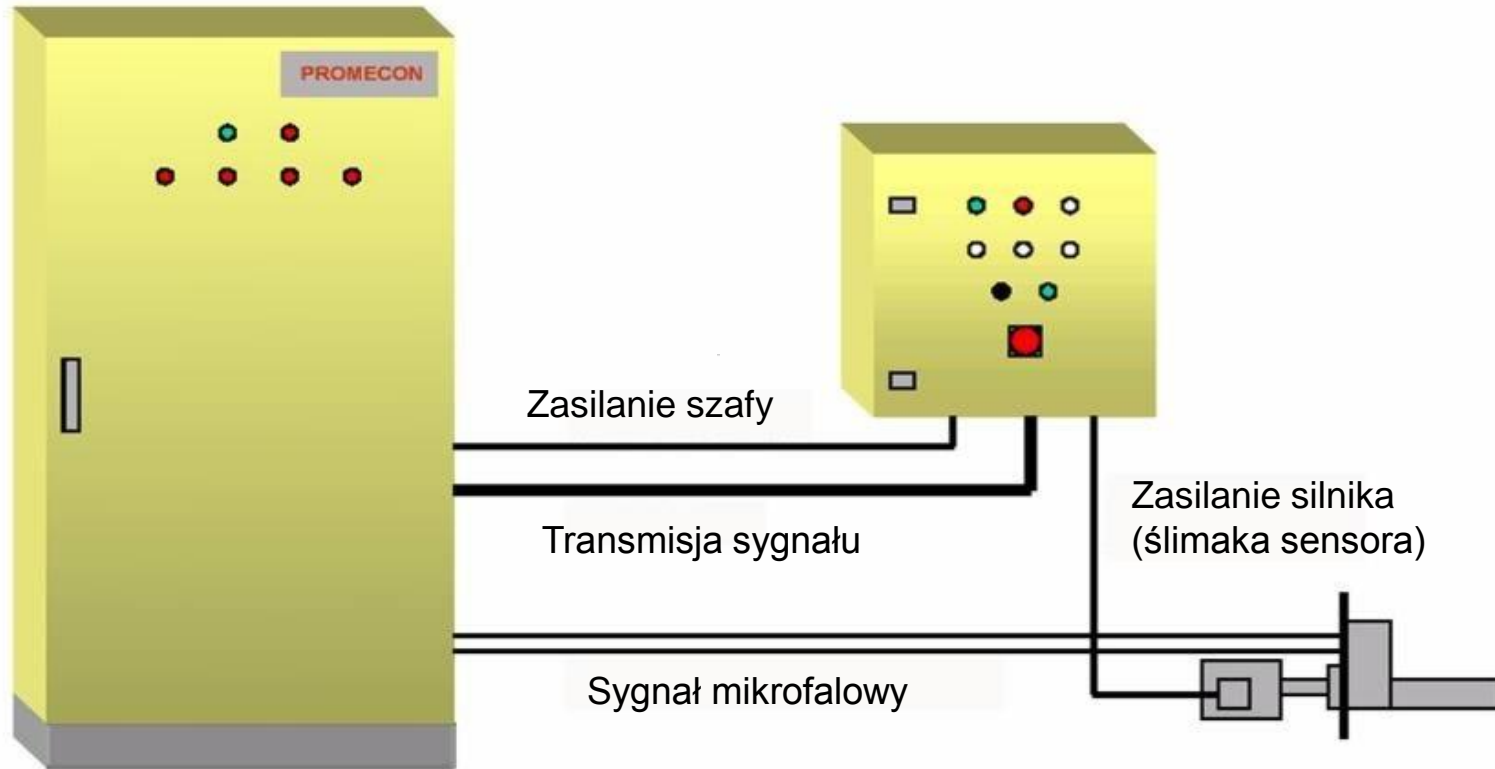 PROMECON
Zasilanie szafy
Transmisja sygnału
Zasilanie silnika
(ślimaka sensora)
Sygnał mikrofalowy